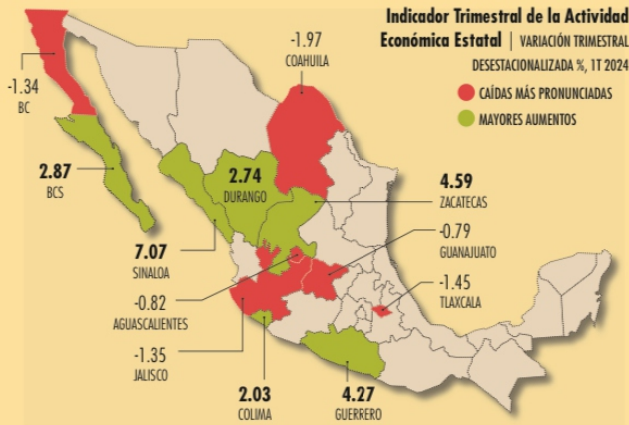 Indicador Trimestral de la Actividad
Económica Estatal | VARIACIÓN TRIMESTRAL
DESESTACIONALIZADA %, 1T 2024
CAÍDAS MÁS PRONUNCIADAS
MAYORES AUMENTOS
-1.97
COAHUILA
-1.34
BC
2.87
BCS
2.74
DURANGO
4.59
ZACATECAS
7.07
SINALOA
-0.79
GUANAJUATO
-0.82
AGUASCALIENTES
-1.45
TLAXCALA
-1.35
JALISCO
2.03
COLIMA
4.27
GUERRERO